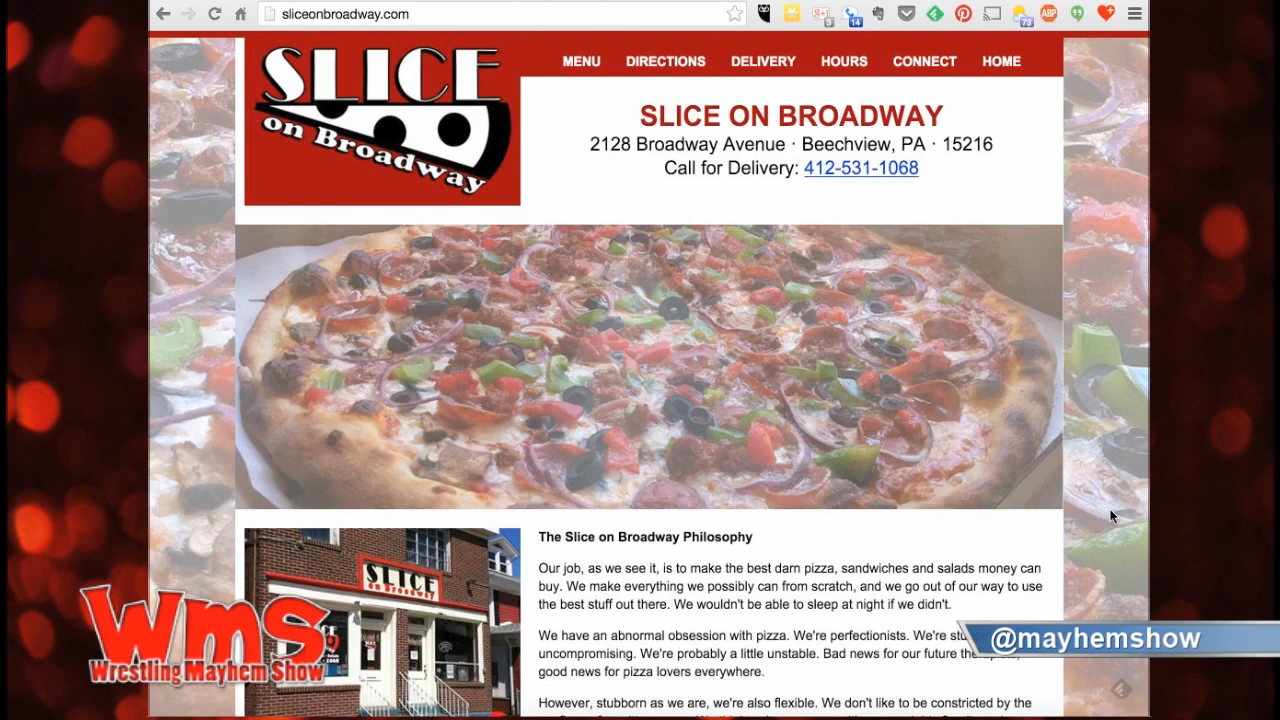 sliceonbroadway.com
3
14
ABP
73
SLICE
on Broadway
MENU DIRECTIONS DELIVERY HOURS CONNECT HOME
SLICE ON BROADWAY
2128 Broadway Avenue · Beechview, PA · 15216
Call for Delivery: 412-531-1068
SLICE
on Broadway
The Slice on Broadway Philosophy
Our job, as we see it, is to make the best darn pizza, sandwiches and salads money can
buy. We make everything we possibly can from scratch, and we go out of our way to use
the best stuff out there. We wouldn't be able to sleep at night if we didn't.
We have an abnormal obsession with pizza. We're perfectionists. We're
uncompromising. We're probably a little unstable. Bad news for our future
good news for pizza lovers everywhere.
However, stubborn as we are, we're also flexible. We don't like to be constricted by the
WmS
Wrestling Mayhem Show
@mayhemshow